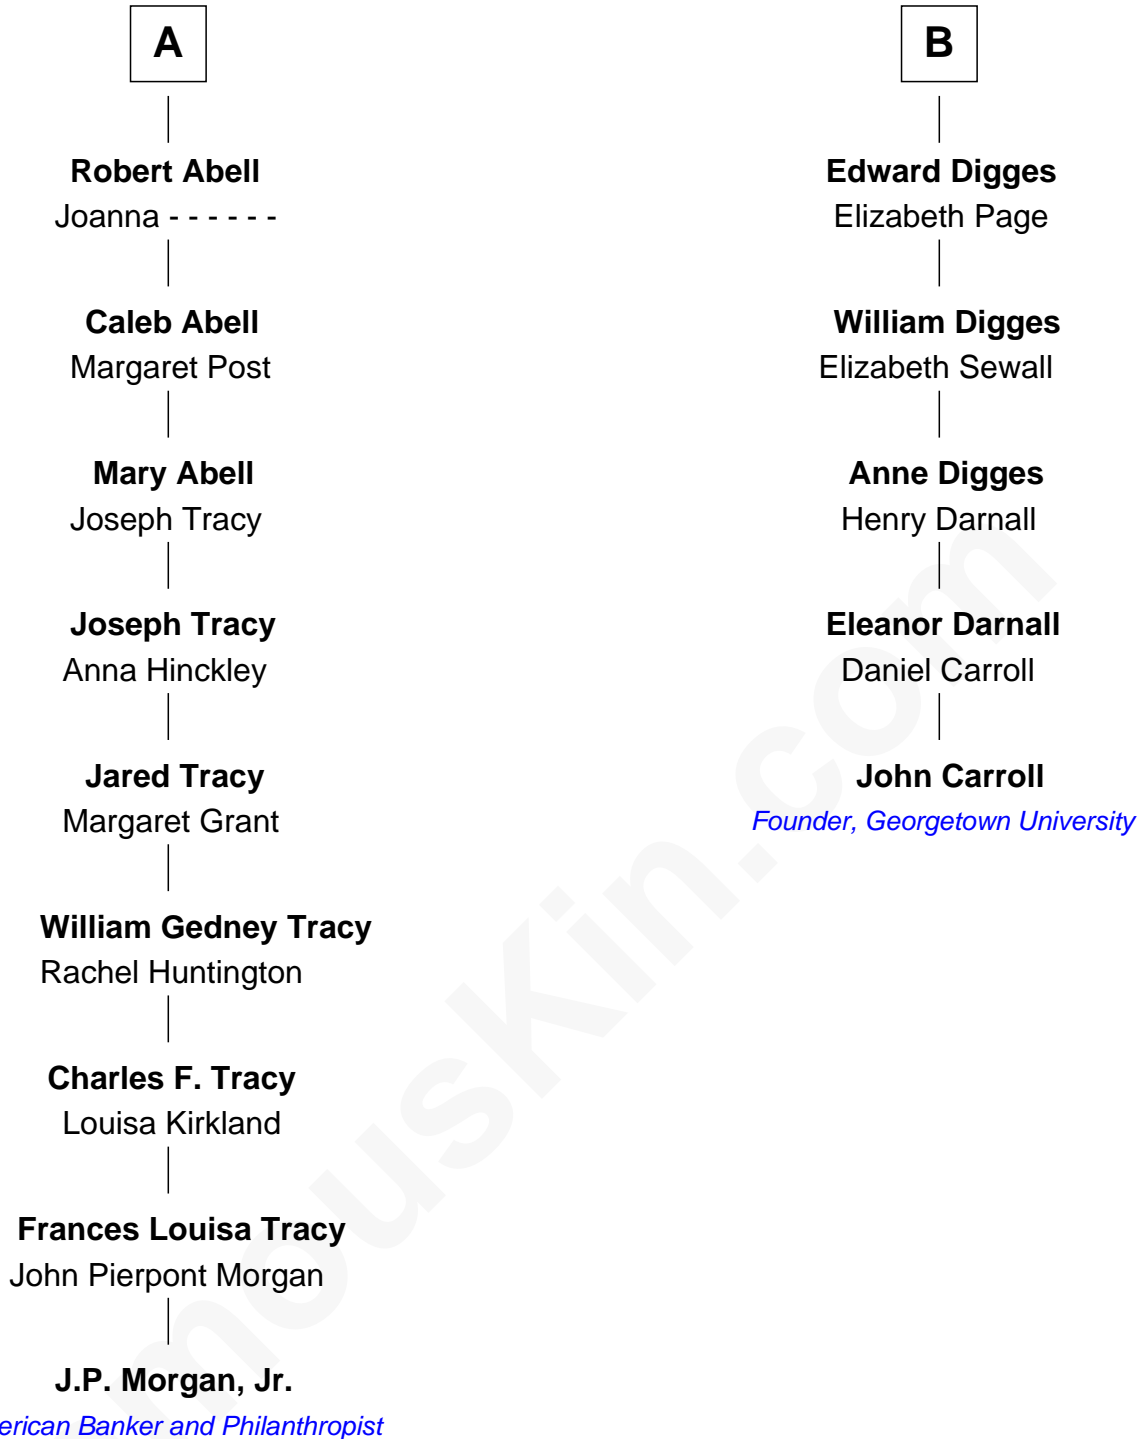 A
Robert Abell
Joanna - - - - - -
Caleb Abell
Margaret Post
Mary Abell
Joseph Tracy
Joseph Tracy
Anna Hinckley
Jared Tracy
Margaret Grant
William Gedney Tracy
Rachel Huntington
Charles F. Tracy
Louisa Kirkland
Frances Louisa Tracy
John Pierpont Morgan
J.P. Morgan, Jr.
erican Banker and Philanthropist
B
Edward Digges
Elizabeth Page
William Digges
Elizabeth Sewall
Anne Digges
Henry Darnall
Eleanor Darnall
Daniel Carroll
John Carroll
Founder, Georgetown University
mousKin.com